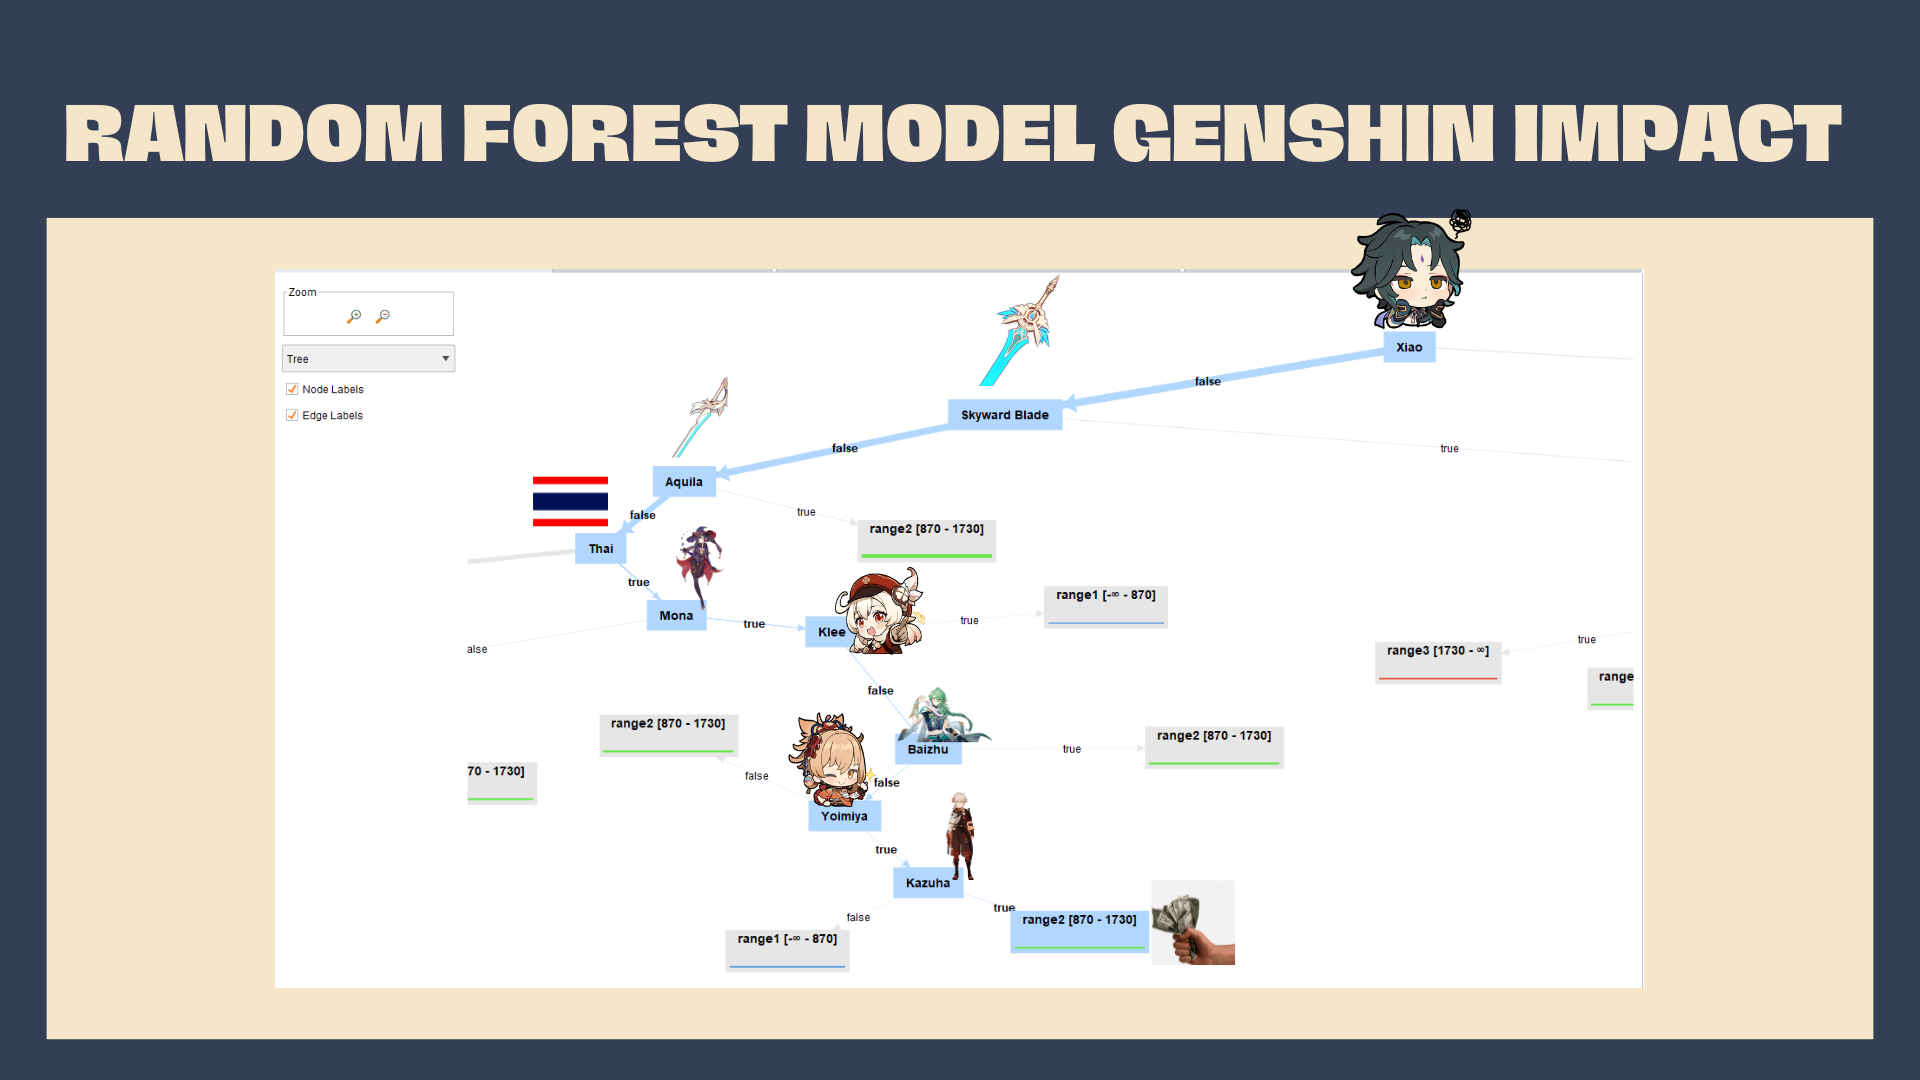 RANDOM FOREST MODEL GENSHIN IMPACT
Zoom
Tree
Node Labels
Edge Labels
Xiao
false
Skyward Blade
false
true
Aquila
false
true
range2 [870 - 1730]
Thai
true
Mona
true
Klee
true
range1 [-∞ - 870]
alse
true
range3 [1730 - ∞]
range
false
range2 [870 - 1730]
Baizhu
true
range2 [870 - 1730]
70 - 1730]
false
false
Yoimiya
true
Kazuha
true
false
range2 [870 - 1730]
range1 [-∞ - 870]